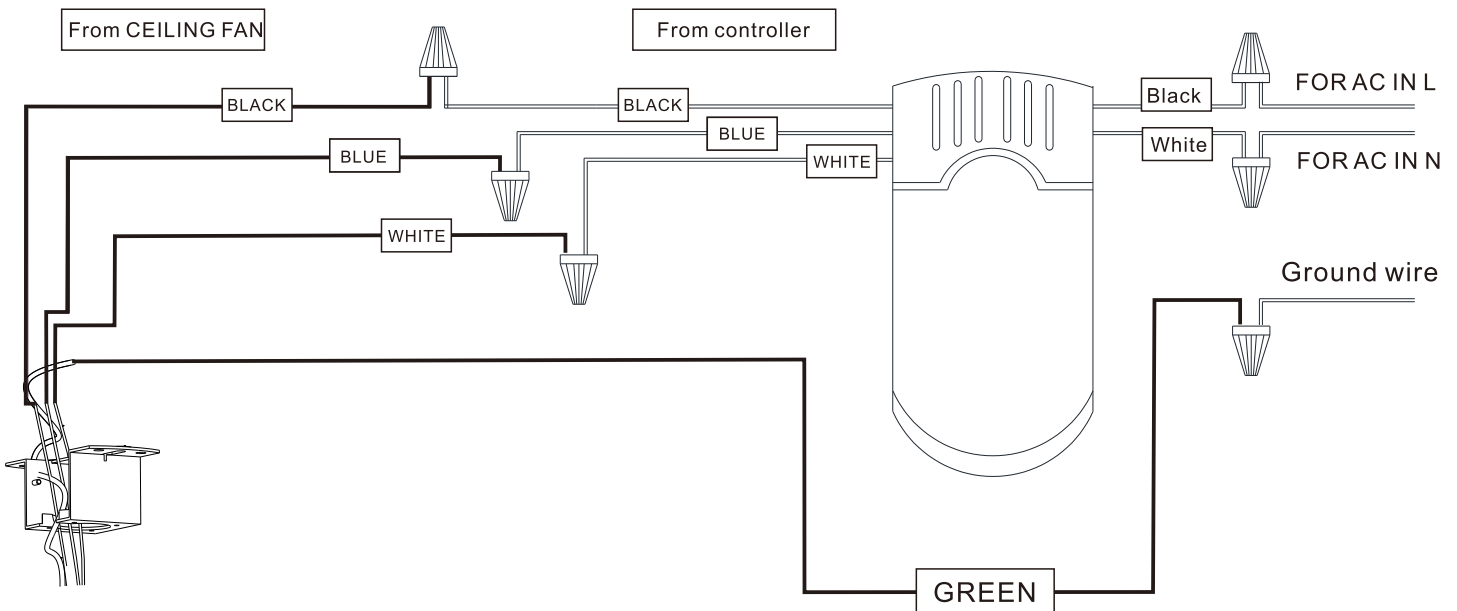 From CEILING FAN
From controller
FOR AC IN L
BLACK
BLACK
Black
BLUE
BLUE
White
WHITE
FOR AC IN N
WHITE
Ground wire
GREEN